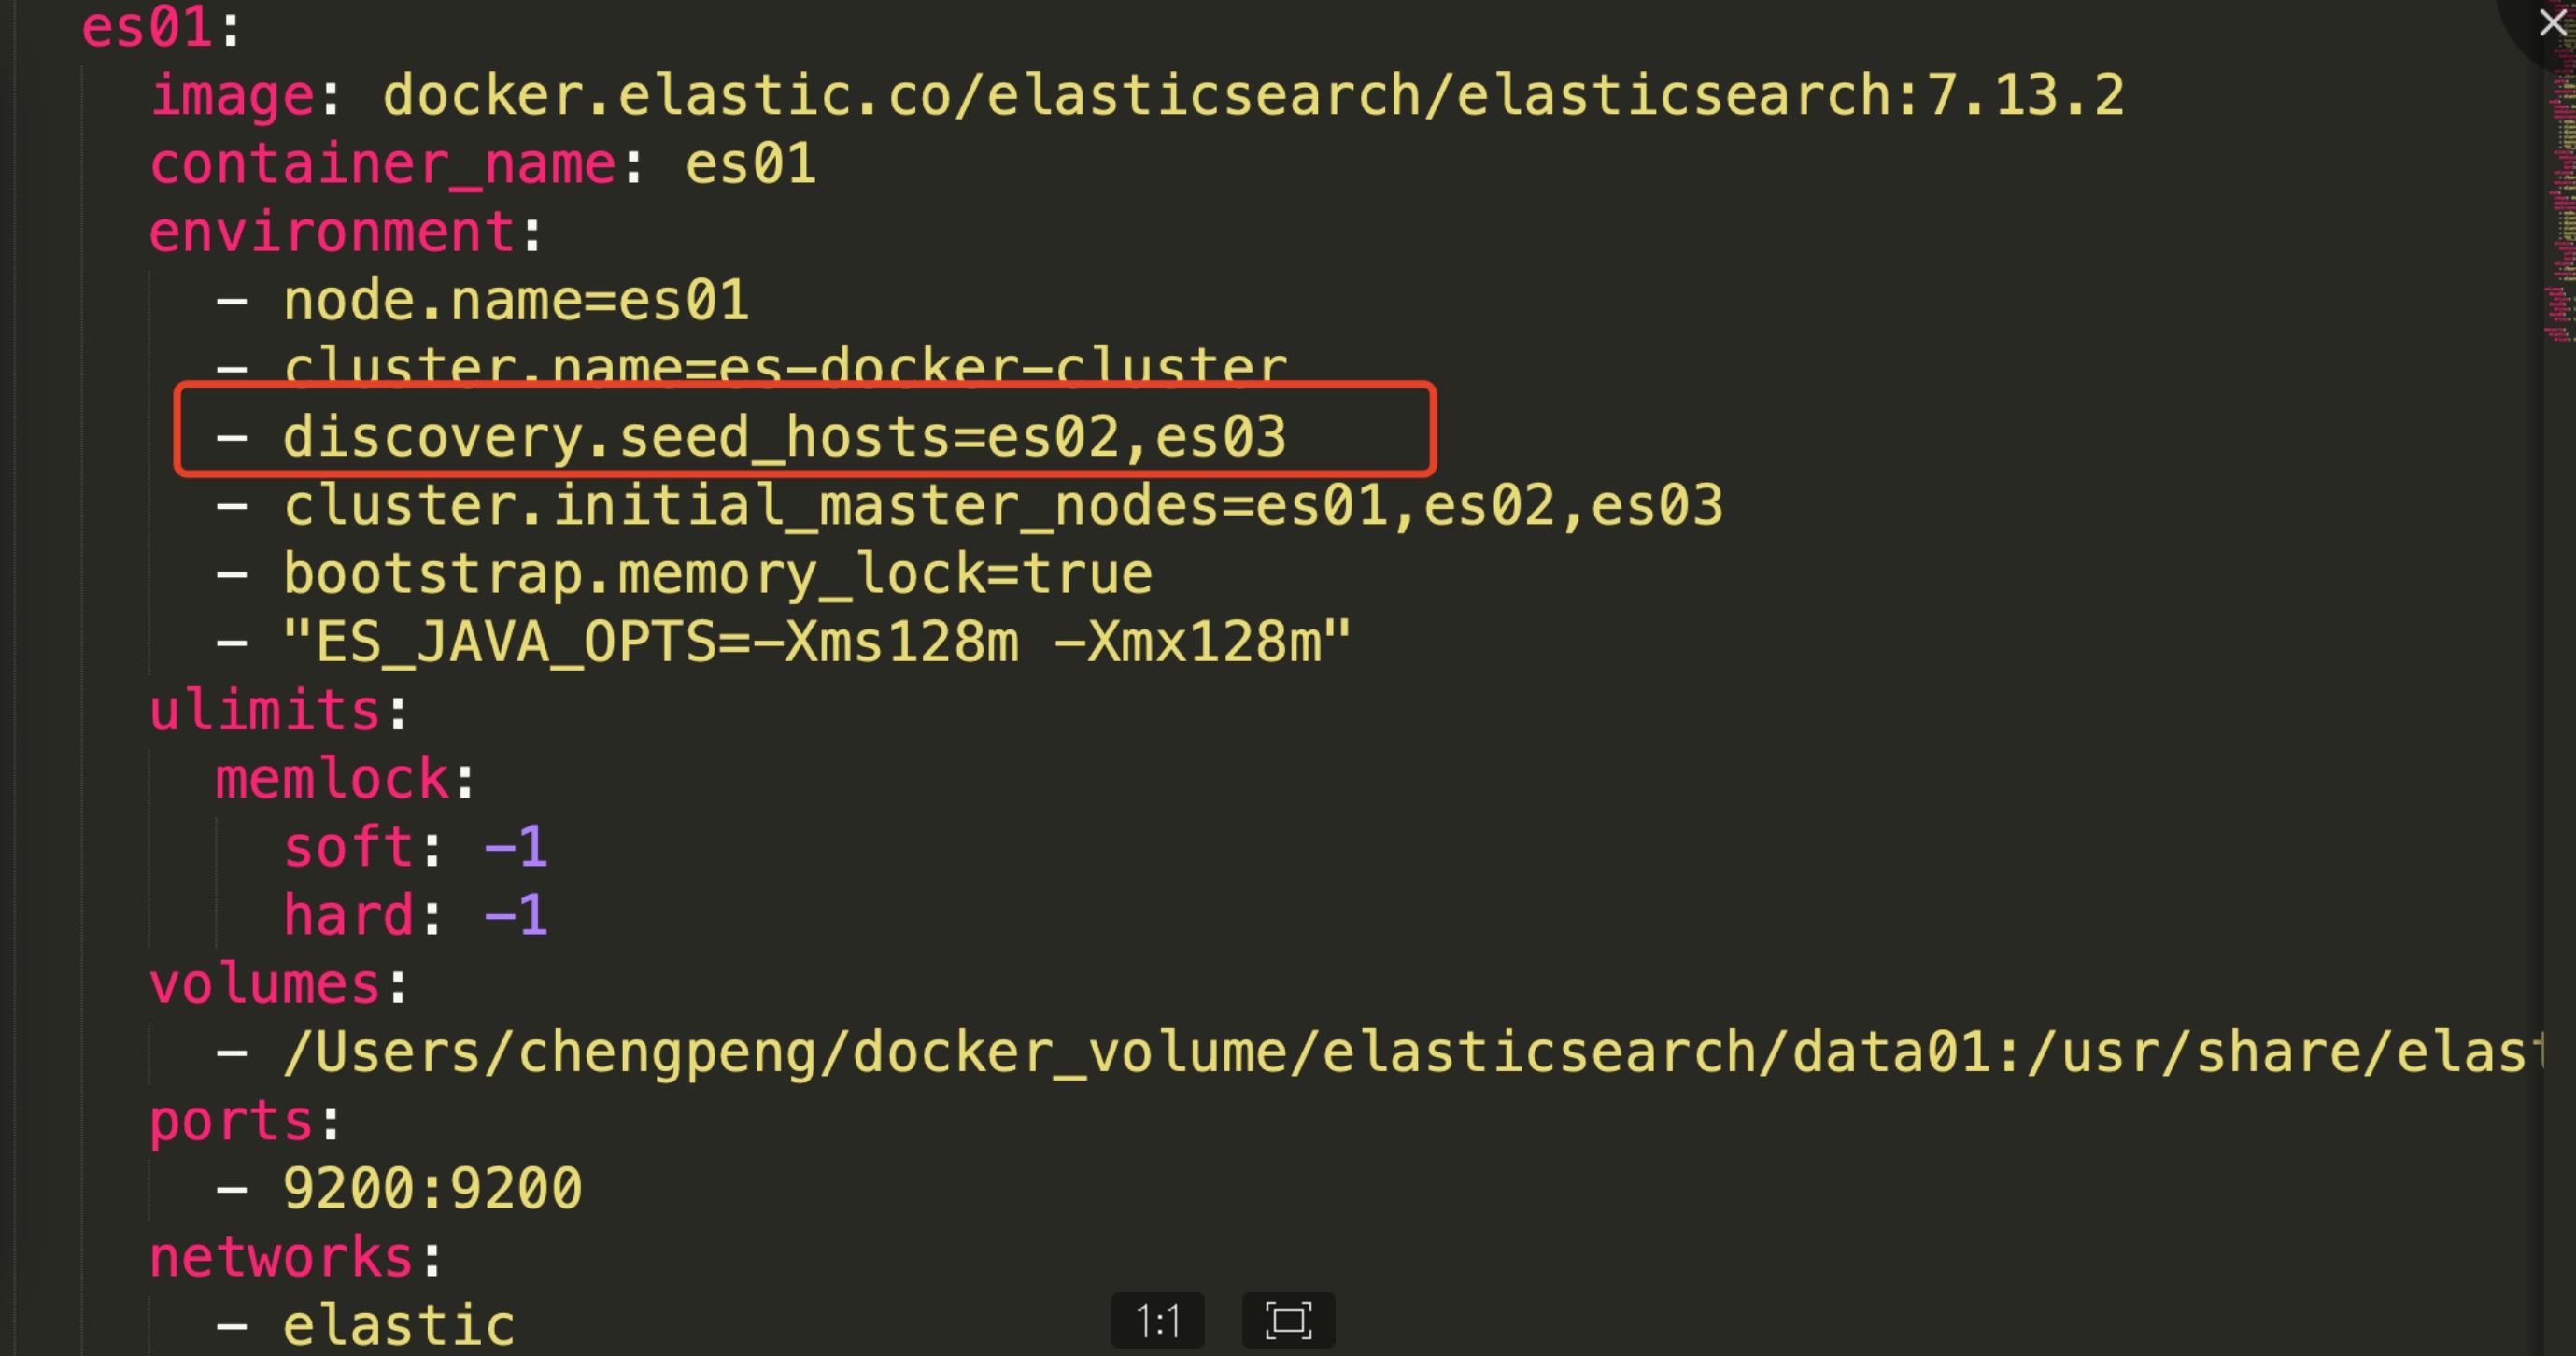 es01:
image: docker.elastic.co/elasticsearch/elasticsearch:7.13.2
container_name: es01
environment:
- node.name=es01
- cluster.name=es-docker-cluster
- discovery.seed_hosts=es02,es03
- cluster.initial_master_nodes=es01,es02,es03
- bootstrap.memory_lock=true
- "ES_JAVA_OPTS=-Xms128m -Xmx128m"
ulimits:
memlock:
soft: -1
hard: -1
volumes:
- /Users/chengpeng/docker_volume/elasticsearch/data01:/usr/share/elast
ports:
- 9200:9200
networks:
- elastic
1:1